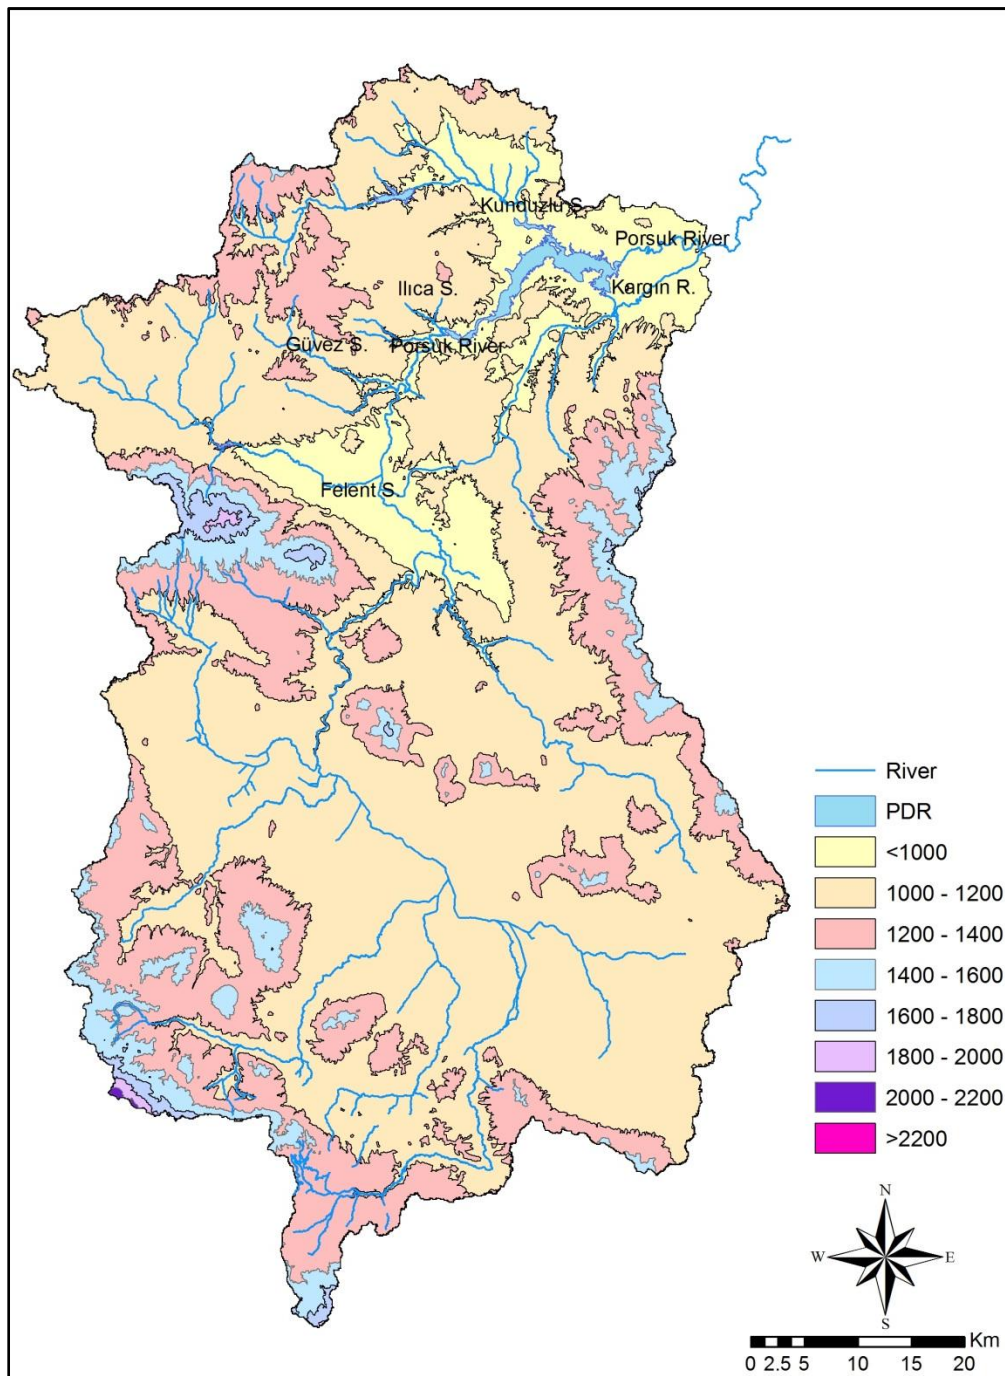 Kunduzlu S.
Porsuk River
Kargın R.
Ilıca S.
Güvez S.
Porsuk River
Felent S.
River
PDR
<1000
1000 - 1200
1200 - 1400
1400 - 1600
1600 - 1800
1800 - 2000
2000 - 2200
>2200
N
W
E
S
Km
0 2.5 5 10 15 20